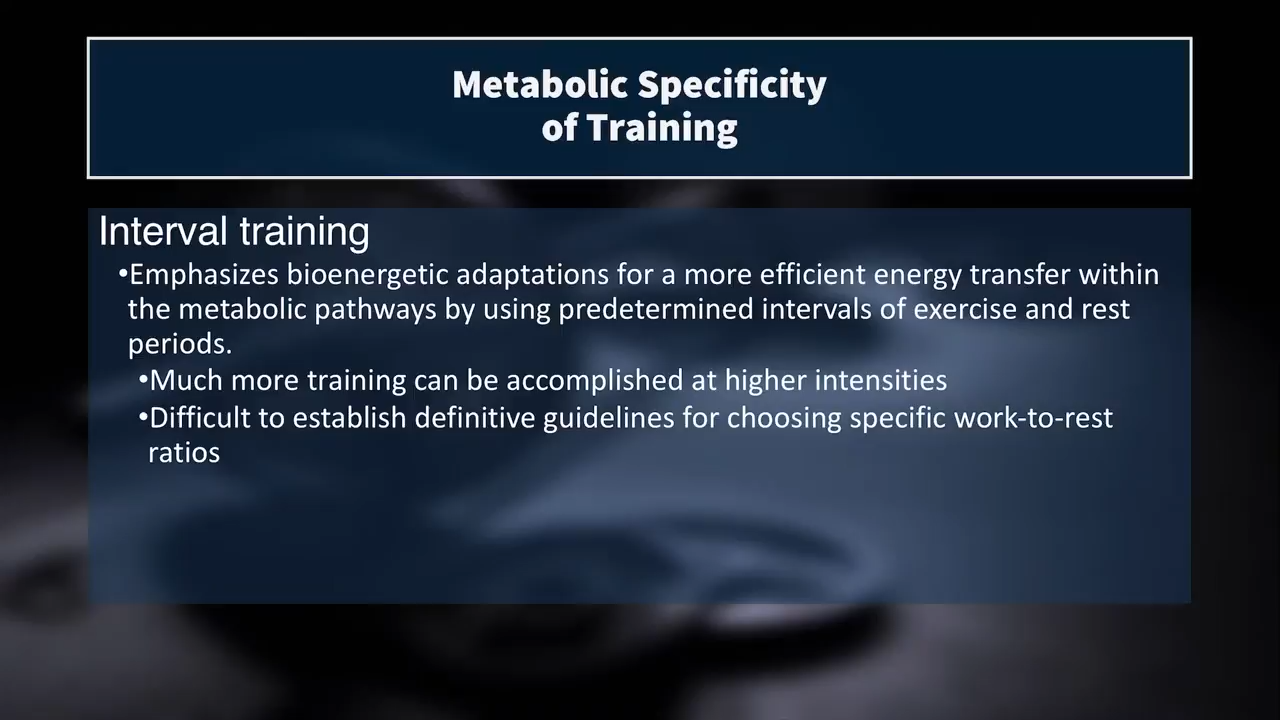 Metabolic Specificity
of Training
Interval training
•Emphasizes bioenergetic adaptations for a more efficient energy transfer within
the metabolic pathways by using predetermined intervals of exercise and rest
periods.
•Much more training can be accomplished at higher intensities
•Difficult to establish definitive guidelines for choosing specific work-to-rest
ratios